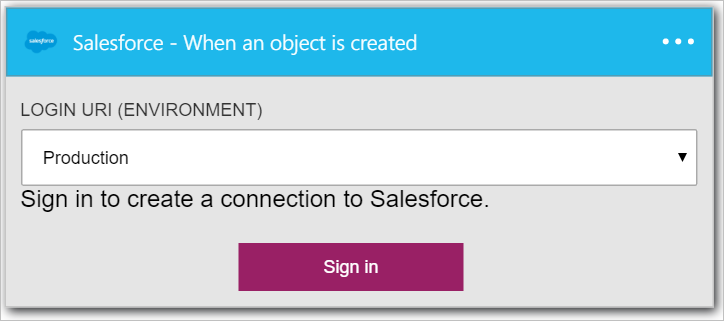 salesforce
Salesforce - When an object is created
LOGIN URI (ENVIRONMENT)
Production
Sign in to create a connection to Salesforce.
Sign in